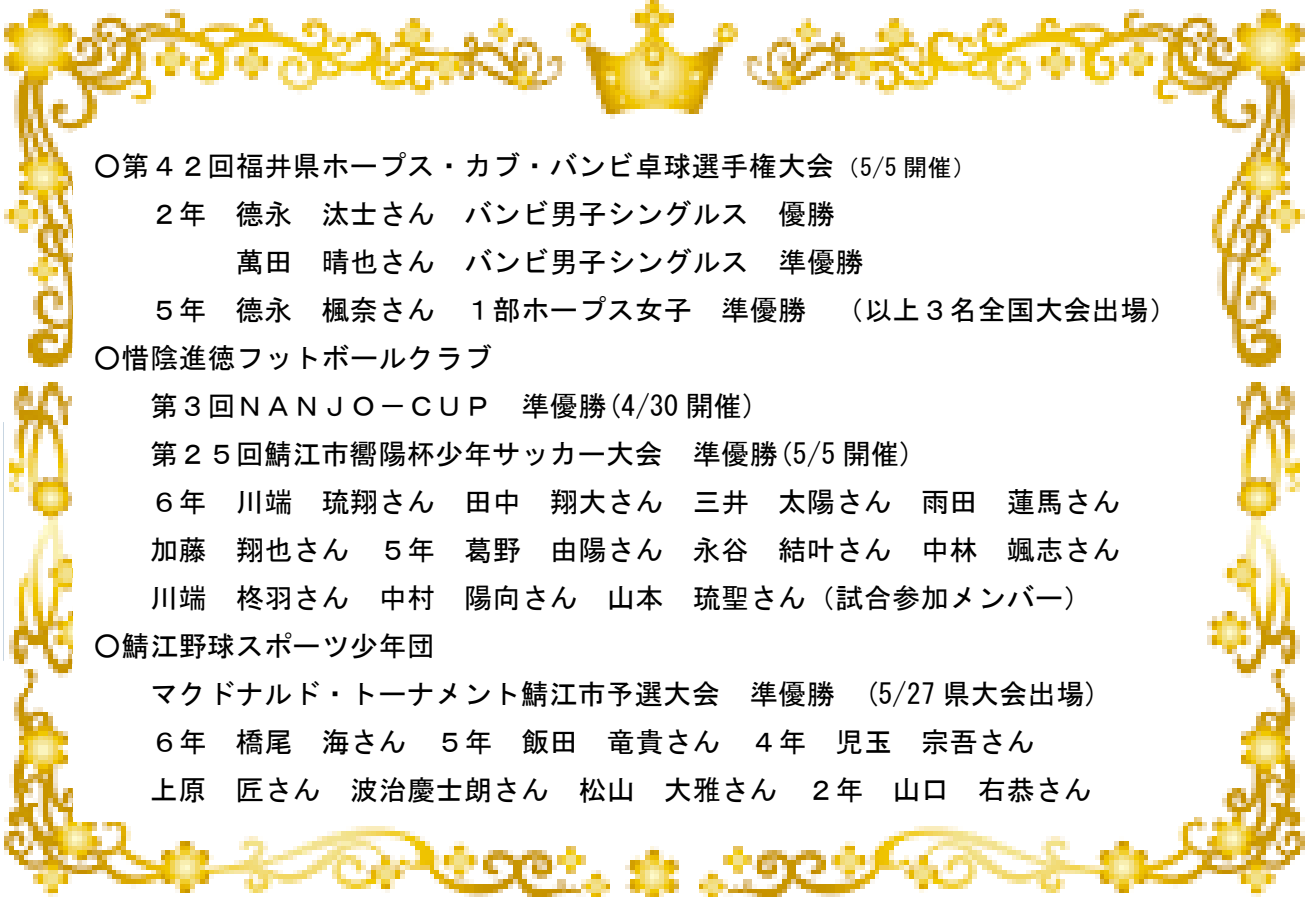 〇第４２回福井県ホープス・カブ・バンビ卓球選手権大会（5/5開催）
２年　德永　汰士さん　バンビ男子シングルス　優勝
萬田　晴也さん　バンビ男子シングルス　準優勝
５年　德永　楓奈さん　１部ホープス女子　準優勝　（以上３名全国大会出場）
〇惜陰進徳フットボールクラブ
第３回ＮＡＮＪＯ－ＣＵＰ　準優勝(4/30開催)
第２５回鯖江市嚮陽杯少年サッカー大会　準優勝(5/5開催)
６年　川端　琉翔さん　田中　翔大さん　三井　太陽さん　雨田　蓮馬さん
加藤　翔也さん　５年　葛野　由陽さん　永谷　結叶さん　中林　颯志さん
川端　柊羽さん　中村　陽向さん　山本　琉聖さん（試合参加メンバー）
〇鯖江野球スポーツ少年団
マクドナルド・トーナメント鯖江市予選大会　準優勝　(5/27県大会出場)
６年　橋尾　海さん　５年　飯田　竜貴さん　４年　児玉　宗吾さん
上原　匠さん　波治慶士朗さん　松山　大雅さん　２年　山口　右恭さん